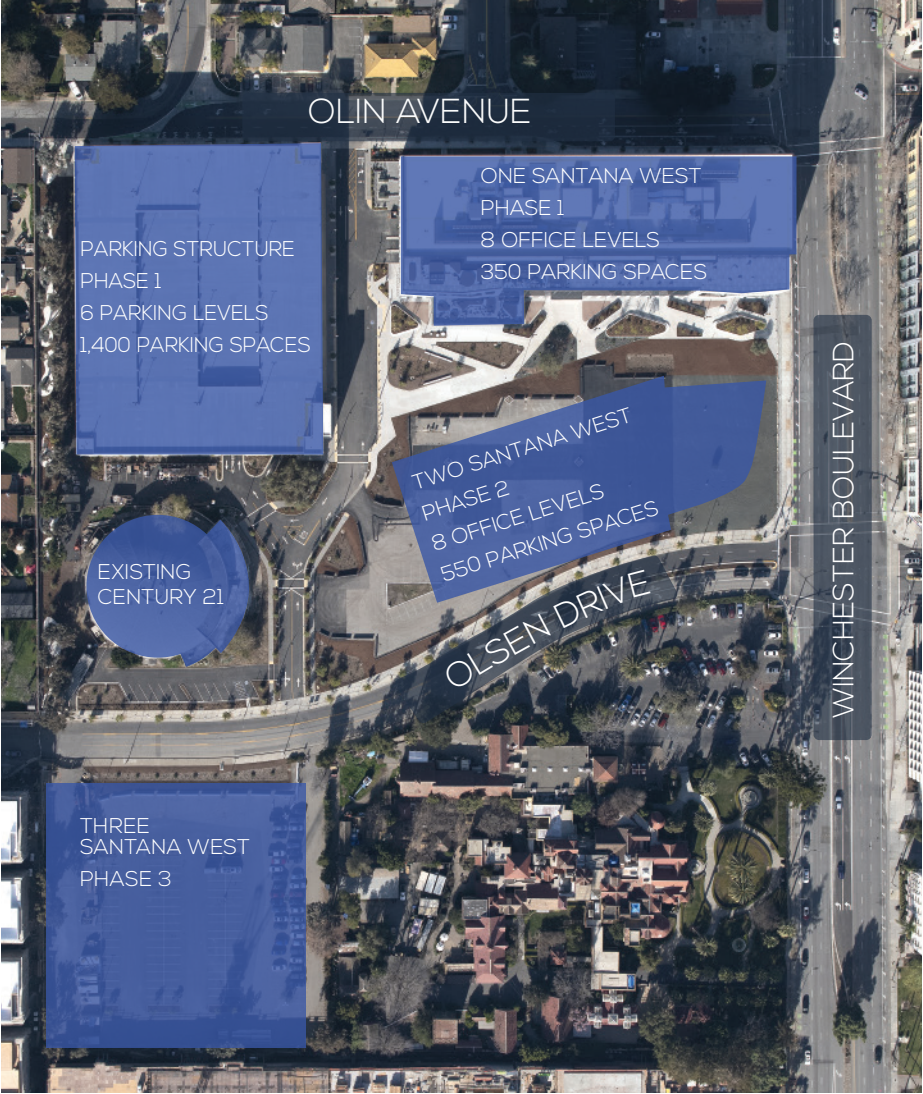 OLIN AVENUE
ONE SANTANA WEST
PHASE 1
8 OFFICE LEVELS
350 PARKING SPACES
PARKING STRUCTURE
PHASE 1
6 PARKING LEVELS
1,400 PARKING SPACES
TWO SANTANA WEST
PHASE 2
8 OFFICE LEVELS
550 PARKING SPACES
WINCHESTER BOULEVARD
EXISTING
CENTURY 21
OLSEN DRIVE
THREE
SANTANA WEST
PHASE 3